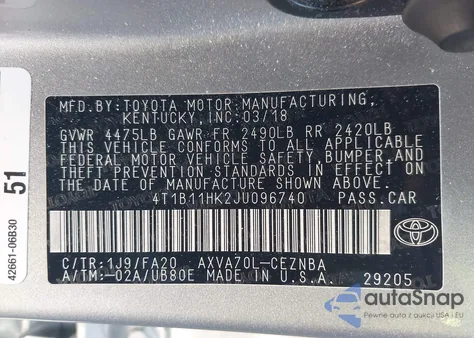 MFD.BY:TOYOTA MOTOR MANUFACTURING,
KENTUCKY, INC: 03/18
GVWR 4475LB GAWR FR 2490LB RR 2420LB
THIS VEHICLE CONFORMS TO ALL APPLICABLE
FEDERAL MOTOR VEHICLE SAFETY, BUMPER, AND
THEFT PREVENTION STANDARDS IN EFFECT ON
THE DATE OF MANUFACTURE SHOWN ABOVE.
4T1B11HK2JU096740 PASS.CAR
C/TR:1J9/FA20 AXVA70L-CEZNBA
A/TM:-02A/UB80E MADE IN U.S.A. 29205
51
42661-06B30
TOYOTA
autoSnap
AVAILABLE ON